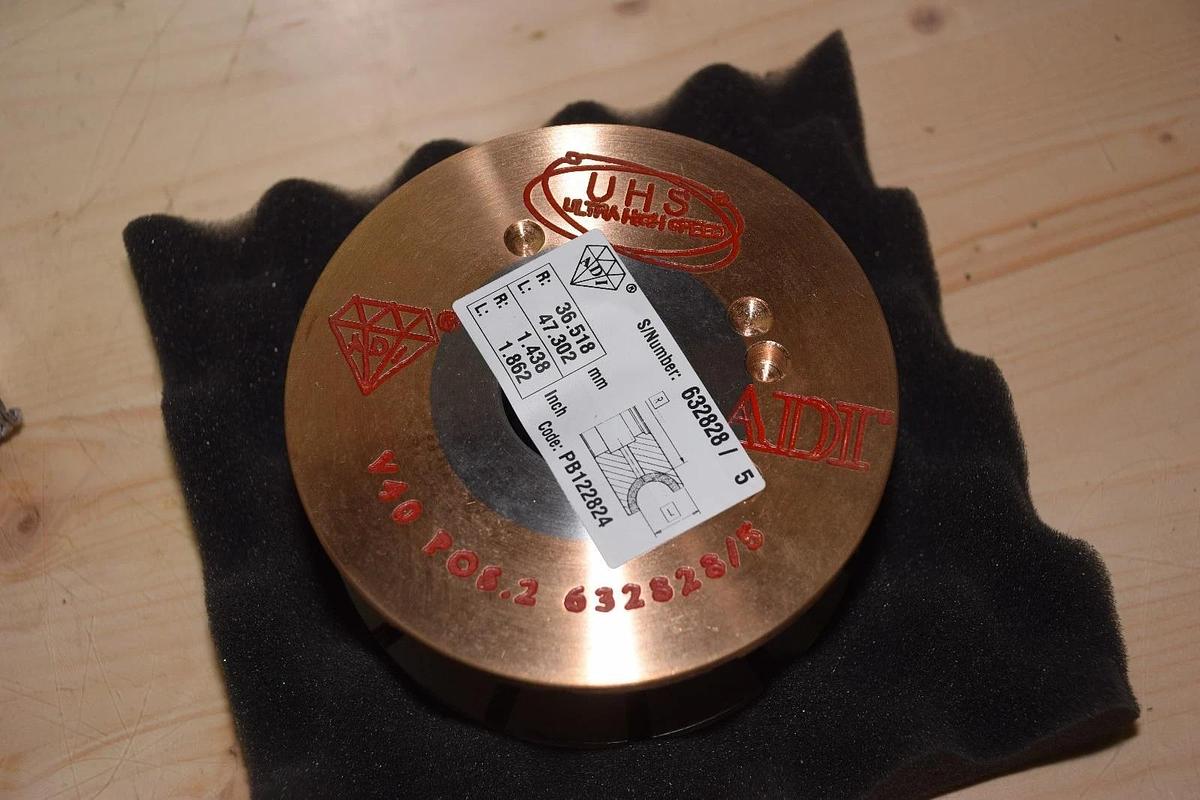 UHS
ULTRA HIGH SPEED
ADI®
ADI®
R: 36.518
L: 47.302 mm
R: 1.438
L: 1.862 Inch
S/Number: 632828 / 5
Code: PB122824
R
L
ADI®
V40 POS.2 632828/5